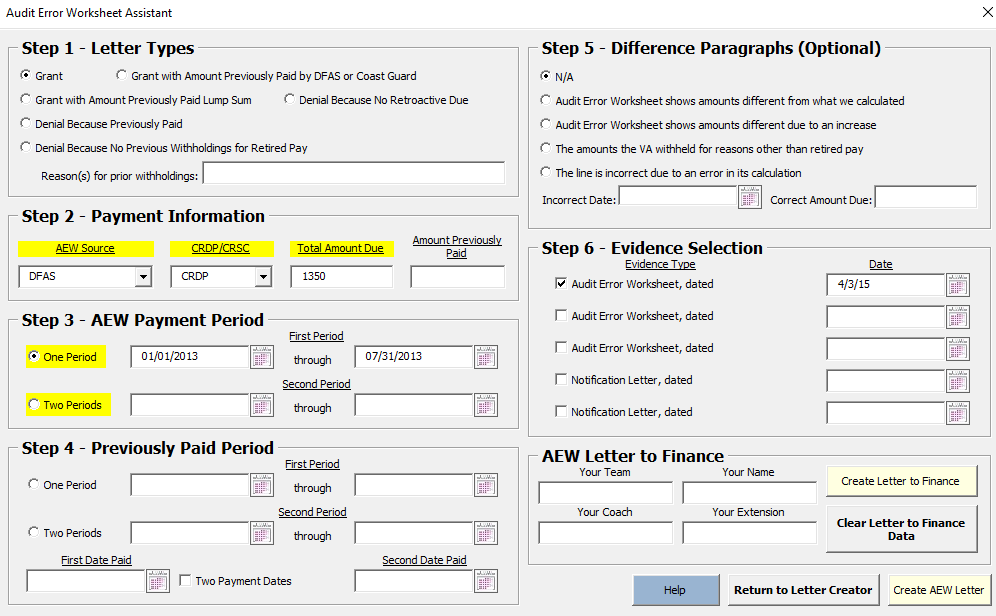 Audit Error Worksheet Assistant
Step 1 - Letter Types
Grant
Grant with Amount Previously Paid by DFAS or Coast Guard
Grant with Amount Previously Paid Lump Sum
Denial Because No Retroactive Due
Denial Because Previously Paid
Denial Because No Previous Withholdings for Retired Pay
Reason(s) for prior withholdings:
Step 2 - Payment Information
AEW Source
CRDP/CRSC
Total Amount Due
Amount Previously
Paid
DFAS
CRDP
1350
Step 3 - AEW Payment Period
First Period
One Period
01/01/2013
through
07/31/2013
Second Period
Two Periods
through
Step 4 - Previously Paid Period
First Period
One Period
through
Second Period
Two Periods
through
First Date Paid
Second Date Paid
Two Payment Dates
Step 5 - Difference Paragraphs (Optional)
N/A
Audit Error Worksheet shows amounts different from what we calculated
Audit Error Worksheet shows amounts different due to an increase
The amounts the VA withheld for reasons other than retired pay
The line is incorrect due to an error in its calculation
Incorrect Date:
Correct Amount Due:
Step 6 - Evidence Selection
Evidence Type
Date
Audit Error Worksheet, dated
4/3/15
Audit Error Worksheet, dated
Audit Error Worksheet, dated
Notification Letter, dated
Notification Letter, dated
AEW Letter to Finance
Your Team
Your Name
Create Letter to Finance
Your Coach
Your Extension
Clear Letter to Finance
Data
Help
Return to Letter Creator
Create AEW Letter